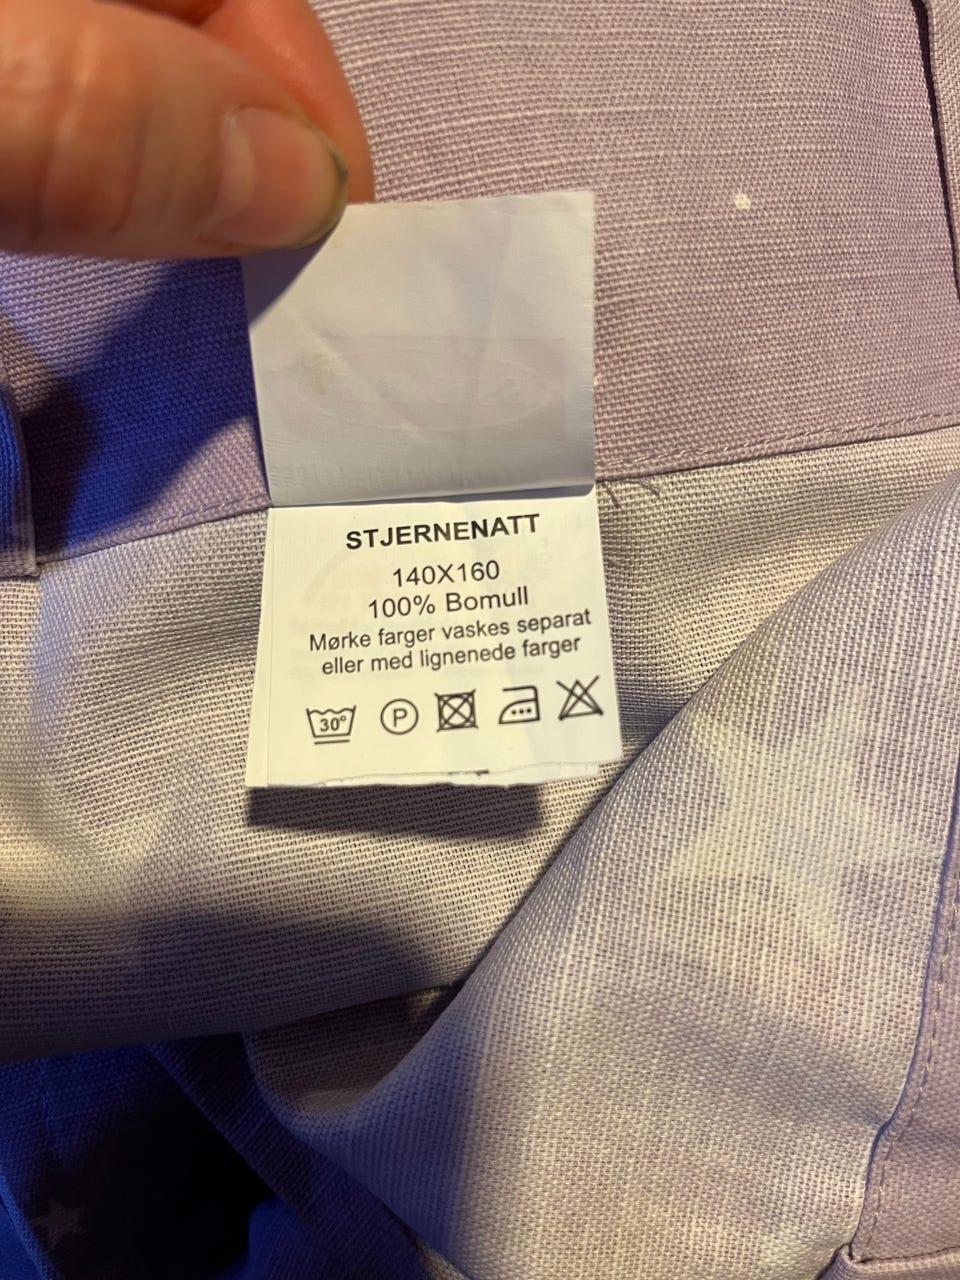 STJERNENATT
140X160
100% Bomull
Mørke farger vaskes separat
eller med lignenede farger
30° P